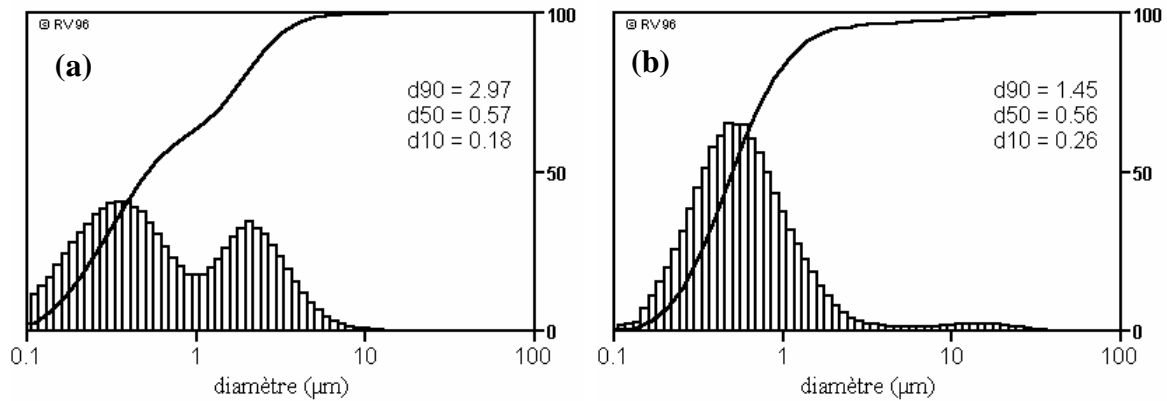 © RV96
(a)
d90 = 2.97
d50 = 0.57
d10 = 0.18
100
50
0
0.1 1 10 100
diamètre (µm)
© RV96
(b)
d90 = 1.45
d50 = 0.56
d10 = 0.26
100
50
0
0.1 1 10 100
diamètre (µm)